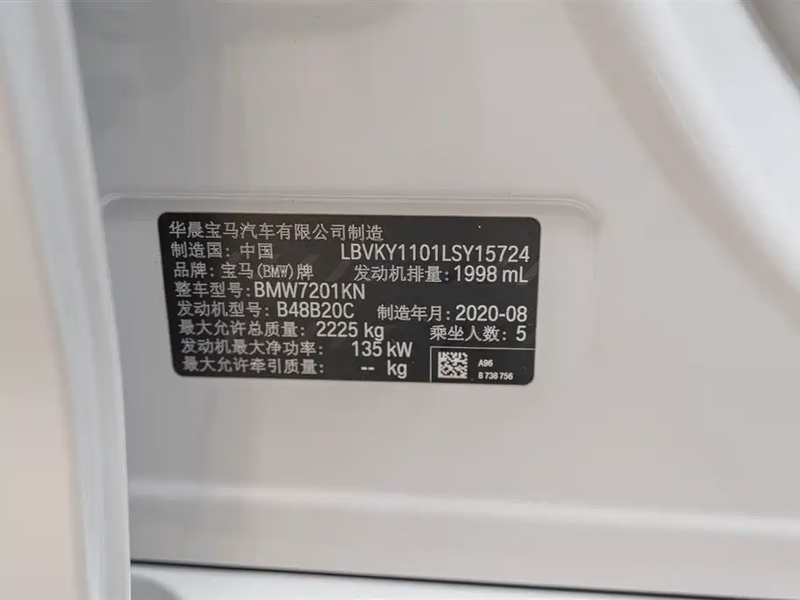 华晨宝马汽车有限公司制造
制造国: 中国 LBVKY1101LSY15724
品牌: 宝马(BMW)牌 发动机排量: 1998 mL
整车型号: BMW7201KN
发动机型号: B48B20C 制造年月: 2020-08
最大允许总质量: 2225 kg 乘坐人数: 5
发动机最大净功率: 135 kW
最大允许牵引质量: -- kg
A96
8 738 756